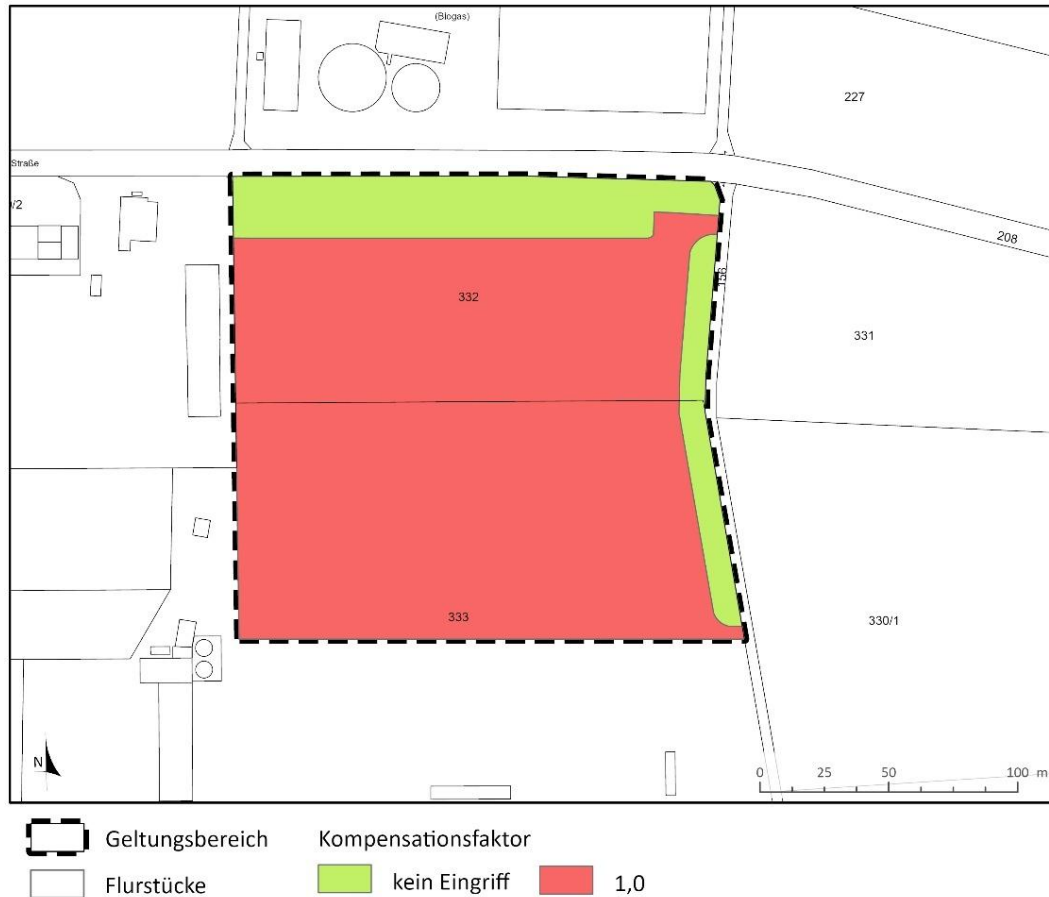 (Biogas)
227
Straße
/2
208
156
332
331
333
330/1
N
0 25 50 100 m
Geltungsbereich
Kompensationsfaktor
Flurstücke
kein Eingriff
1,0